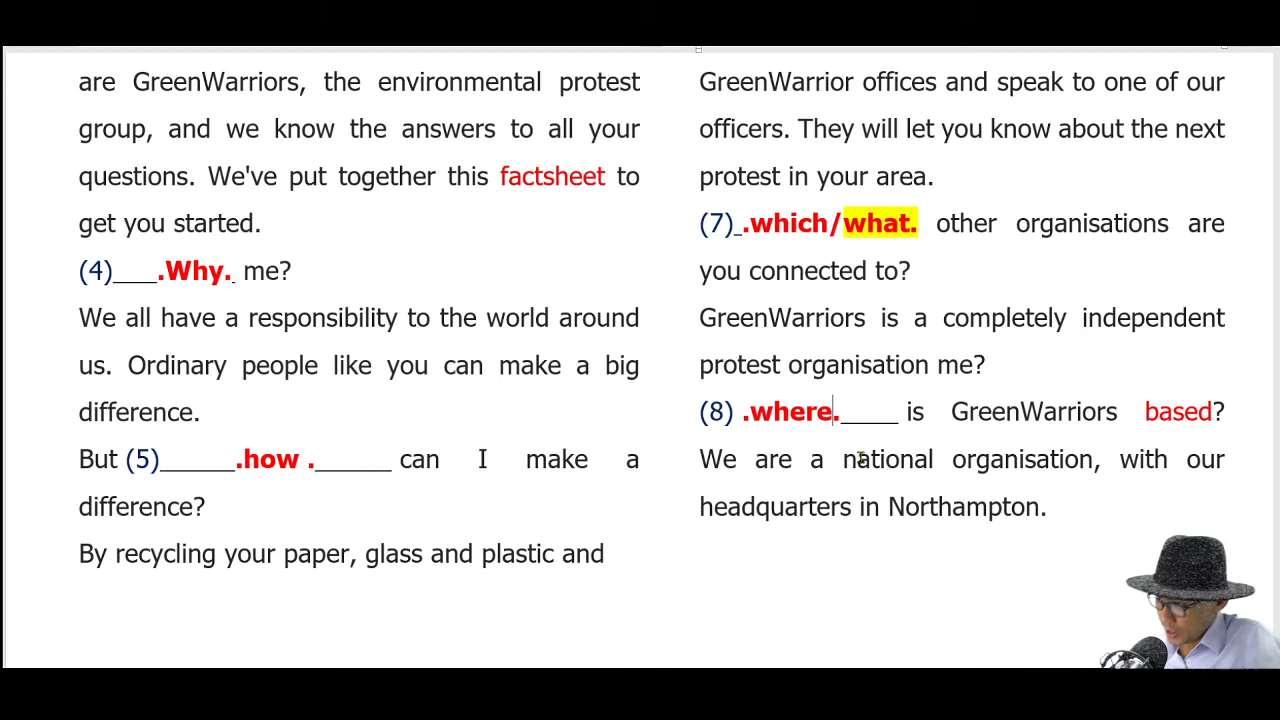 are GreenWarriors, the environmental protest
group, and we know the answers to all your
questions. We've put together this factsheet to
get you started.
(4)___.Why. me?
We all have a responsibility to the world around
us. Ordinary people like you can make a big
difference.
But (5)______.how .______ can I make a
difference?
By recycling your paper, glass and plastic and
GreenWarrior offices and speak to one of our
officers. They will let you know about the next
protest in your area.
(7)_.which/what. other organisations are
you connected to?
GreenWarriors is a completely independent
protest organisation me?
(8) .where.____ is GreenWarriors based?
We are a national organisation, with our
headquarters in Northampton.